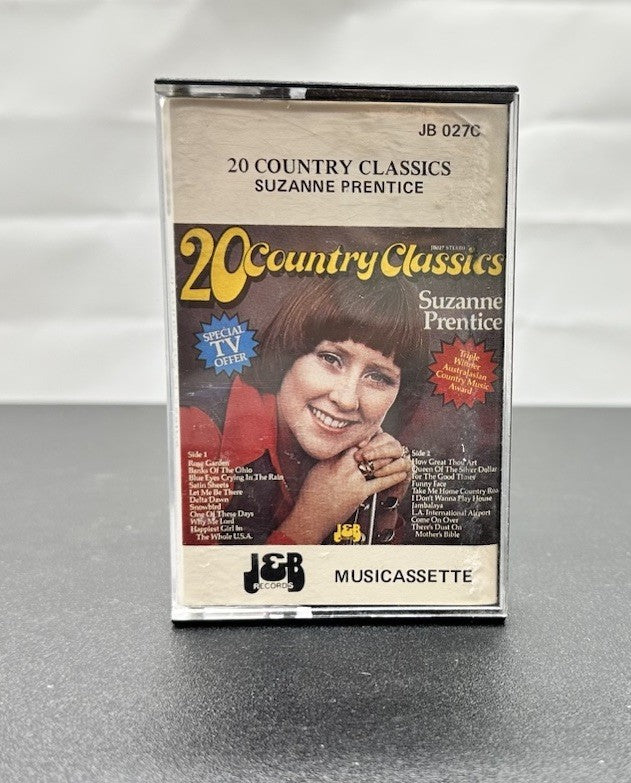 JB 027C
20 COUNTRY CLASSICS
SUZANNE PRENTICE
20 Country Classics
JB027 STEREO
Suzanne
Prentice
SPECIAL
TV
OFFER
Triple
Winner
Australasian
Country Music
Award
Side 1
Rose Garden
Banks Of The Ohio
Blue Eyes Crying In The Rain
Satin Sheets
Let Me Be There
Delta Dawn
Snowbird
One Of These Days
Why Me Lord
Happiest Girl In
The Whole U.S.A.
Side 2
How Great Thou Art
Queen Of The Silver Dollar
For The Good Times
Funny Face
Take Me Home Country Roa
I Don't Wanna Play House
Jambalaya
L.A. International Airport
Come On Over
There's Dust On
Mother's Bible
J&B
J&B
RECORDS
MUSICASSETTE